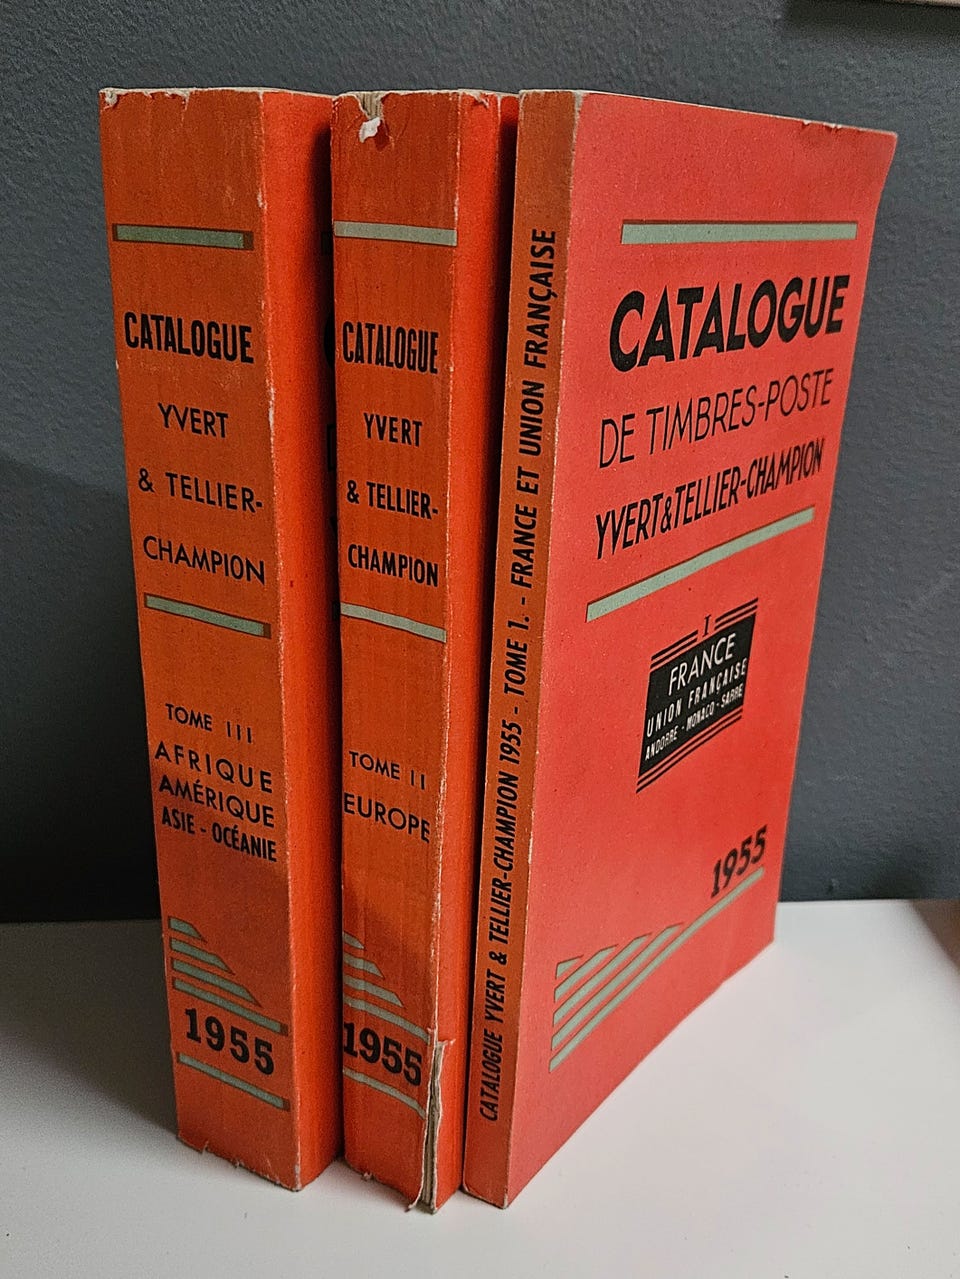 CATALOGUE
YVERT
& TELLIER-
CHAMPION
TOME III
AFRIQUE
AMÉRIQUE
ASIE - OCÉANIE
1955
CATALOGUE
YVERT
& TELLIER-
CHAMPION
TOME II
EUROPE
1955
CATALOGUE YVERT & TELLIER-CHAMPION 1955 - TOME 1. - FRANCE ET UNION FRANÇAISE
CATALOGUE
DE TIMBRES-POSTE
YVERT & TELLIER-CHAMPION
I
FRANCE
UNION FRANÇAISE
ANDORRE - MONACO - SARRE
1955